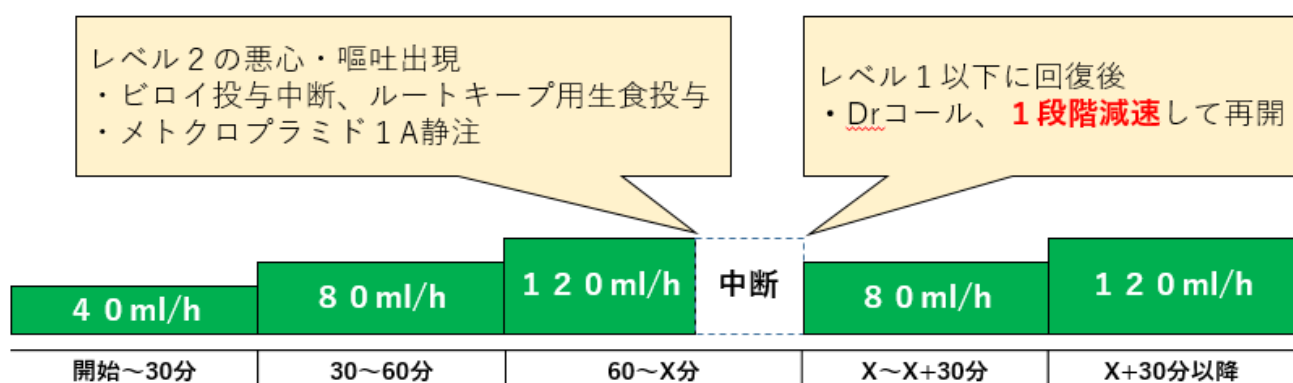 レベル２の悪心・嘔吐出現
・ビロイ投与中断、ルートキープ用生食投与
・メトクロプラミド１A静注
レベル１以下に回復後
・Drコール、１段階減速して再開
４０ml/h
８０ml/h
１２０ml/h
中断
８０ml/h
１２０ml/h
開始～30分
30～60分
60～X分
X～X+30分
X+30分以降